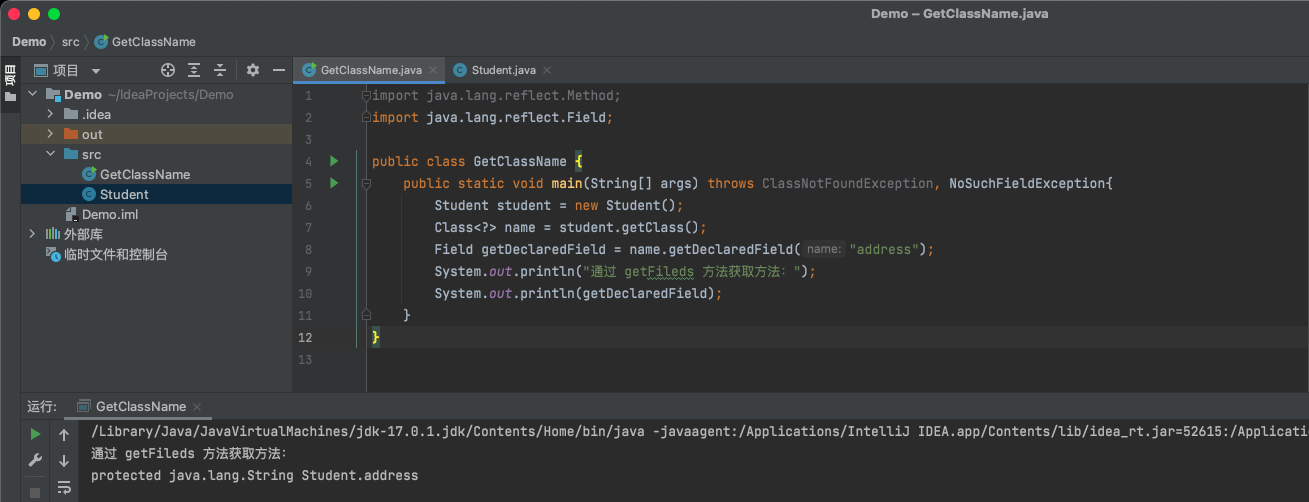 Demo – GetClassName.java
Demo src GetClassName
项目
项目
Demo ~/IdeaProjects/Demo
.idea
out
src
GetClassName
Student
Demo.iml
外部库
临时文件和控制台
GetClassName.java Student.java
1 import java.lang.reflect.Method;
2 import java.lang.reflect.Field;
3
4 public class GetClassName {
5 public static void main(String[] args) throws ClassNotFoundException, NoSuchFieldException{
6 Student student = new Student();
7 Class<?> name = student.getClass();
8 Field getDeclaredField = name.getDeclaredField( name: "address");
9 System.out.println("通过 getFileds 方法获取方法: ");
10 System.out.println(getDeclaredField);
11 }
12 }
13
运行: GetClassName
/Library/Java/JavaVirtualMachines/jdk-17.0.1.jdk/Contents/Home/bin/java -javaagent:/Applications/IntelliJ IDEA.app/Contents/lib/idea_rt.jar=52615:/Applicatio
通过 getFileds 方法获取方法:
protected java.lang.String Student.address